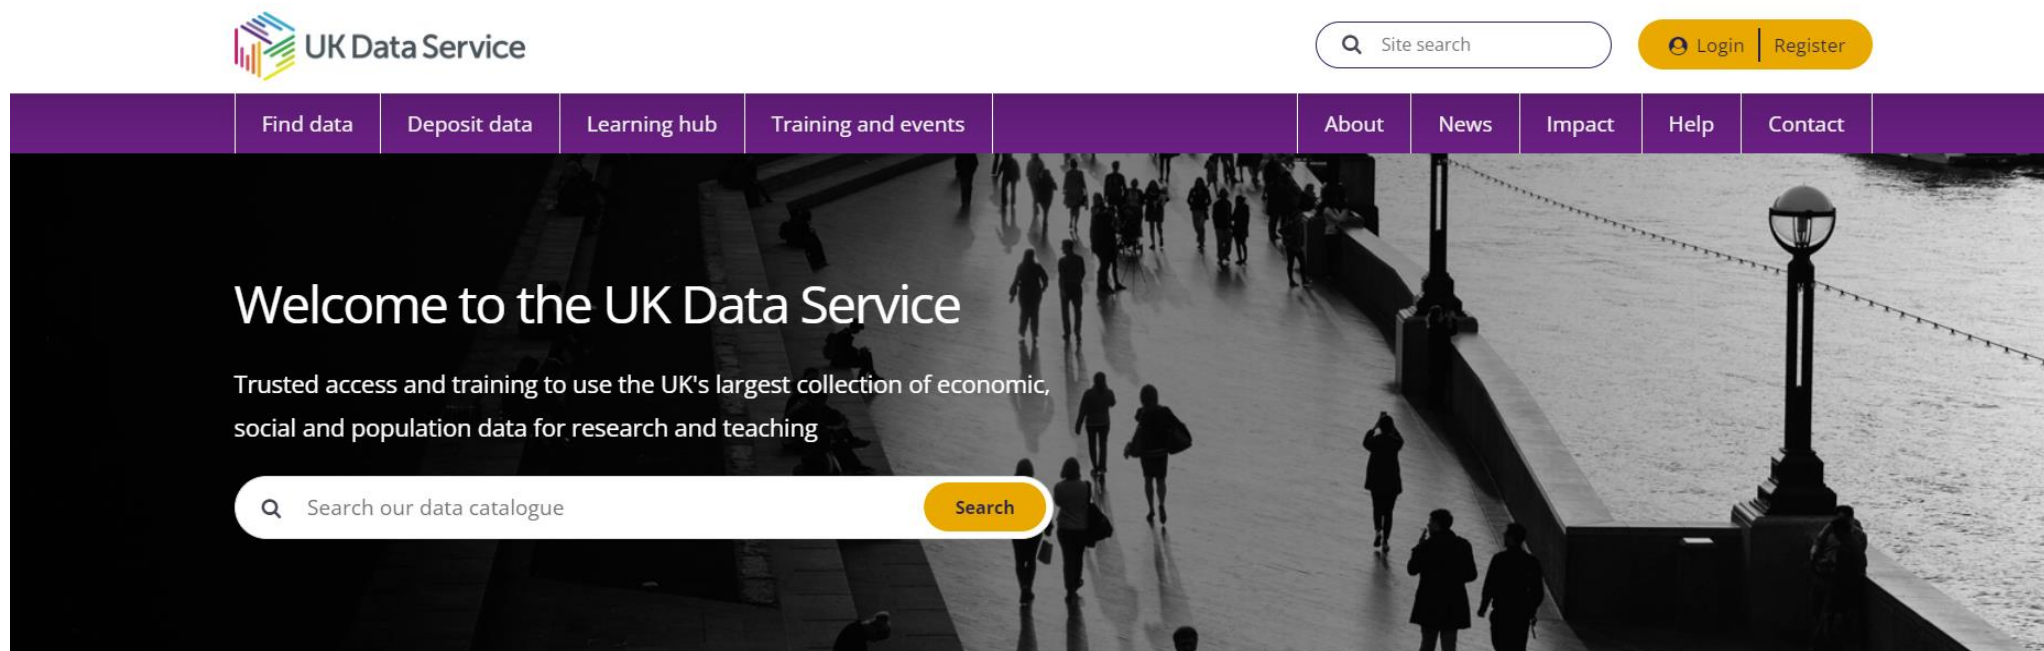 UK Data Service
Site search
Login | Register
Find data
Deposit data
Learning hub
Training and events
About
News
Impact
Help
Contact
Welcome to the UK Data Service
Trusted access and training to use the UK's largest collection of economic,
social and population data for research and teaching
Search our data catalogue
Search